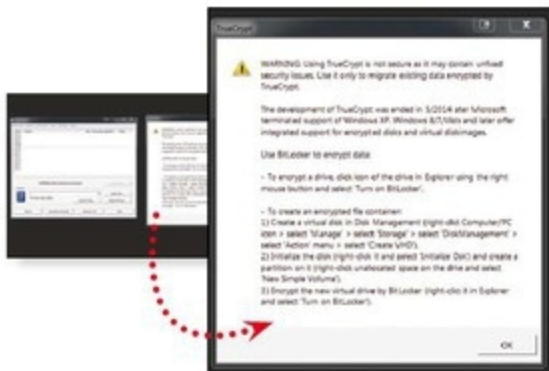 TrueCrypt
WARNING: Using TrueCrypt is not secure as it may contain unfixed
security issues. Use it only to migrate existing data encrypted by
TrueCrypt.
The development of TrueCrypt was ended in 5/2014 after Microsoft
terminated support of Windows XP. Windows 8/7/Vista and later offer
integrated support for encrypted disks and virtual disk images.
Use BitLocker to encrypt data:
- To encrypt a drive, click icon of the drive in Explorer using the right
mouse button and select 'Turn on BitLocker'.
- To create an encrypted file container:
1) Create a virtual disk in Disk Management (right-click Computer/PC
icon > select 'Manage' > select 'Storage' > select 'DiskManagement' >
select 'Action' menu > select 'Create VHD').
2) Initialize the disk (right-click it and select 'Initialize Disk') and create a
partition on it (right-click unallocated space on the drive and select
'New Simple Volume').
3) Encrypt the new virtual drive by BitLocker (right-click it in Explorer
and select 'Turn on BitLocker').
OK